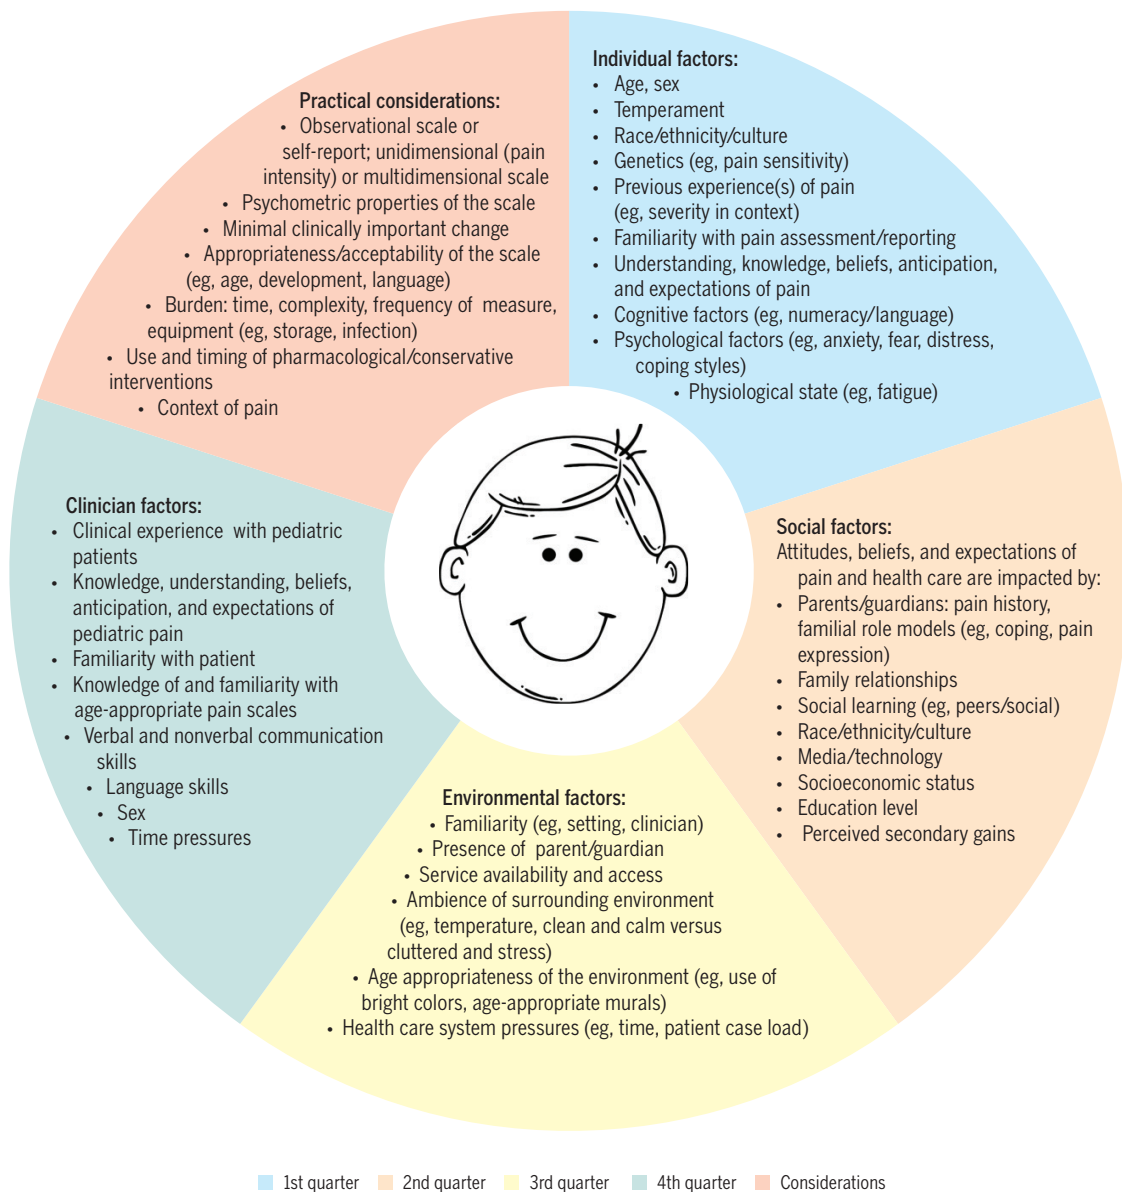 Individual factors:
• Age, sex
• Temperament
• Race/ethnicity/culture
• Genetics (eg, pain sensitivity)
• Previous experience(s) of pain
(eg, severity in context)
• Familiarity with pain assessment/reporting
• Understanding, knowledge, beliefs, anticipation,
and expectations of pain
• Cognitive factors (eg, numeracy/language)
• Psychological factors (eg, anxiety, fear, distress,
coping styles)
• Physiological state (eg, fatigue)
Social factors:
Attitudes, beliefs, and expectations of
pain and health care are impacted by:
• Parents/guardians: pain history,
familial role models (eg, coping, pain
expression)
• Family relationships
• Social learning (eg, peers/social)
• Race/ethnicity/culture
• Media/technology
• Socioeconomic status
• Education level
• Perceived secondary gains
Environmental factors:
• Familiarity (eg, setting, clinician)
• Presence of parent/guardian
• Service availability and access
• Ambience of surrounding environment
(eg, temperature, clean and calm versus
cluttered and stress)
• Age appropriateness of the environment (eg, use of
bright colors, age-appropriate murals)
• Health care system pressures (eg, time, patient case load)
Clinician factors:
• Clinical experience with pediatric
patients
• Knowledge, understanding, beliefs,
anticipation, and expectations of
pediatric pain
• Familiarity with patient
• Knowledge of and familiarity with
age-appropriate pain scales
• Verbal and nonverbal communication
skills
• Language skills
• Sex
• Time pressures
Practical considerations:
• Observational scale or
self-report; unidimensional (pain
intensity) or multidimensional scale
• Psychometric properties of the scale
• Minimal clinically important change
• Appropriateness/acceptability of the scale
(eg, age, development, language)
• Burden: time, complexity, frequency of measure,
equipment (eg, storage, infection)
• Use and timing of pharmacological/conservative
interventions
• Context of pain
1st quarter 2nd quarter 3rd quarter 4th quarter Considerations